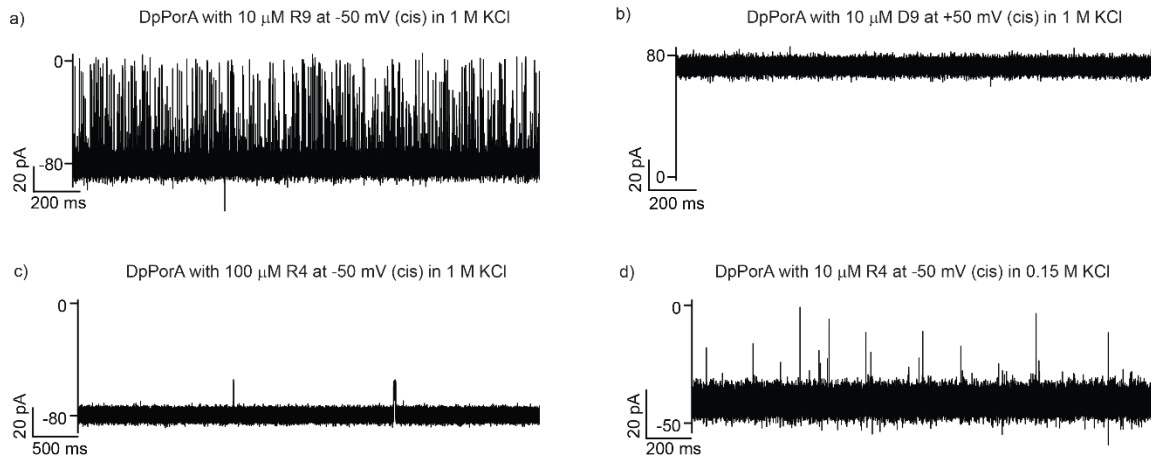 a) DpPorA with 10 μM R9 at -50 mV (cis) in 1 M KCl
0
-80
20 pA
200 ms
b) DpPorA with 10 μM D9 at +50 mV (cis) in 1 M KCl
80
0
20 pA
200 ms
c) DpPorA with 100 μM R4 at -50 mV (cis) in 1 M KCl
0
-80
20 pA
500 ms
d) DpPorA with 10 μM R4 at -50 mV (cis) in 0.15 M KCl
0
-50
20 pA
200 ms